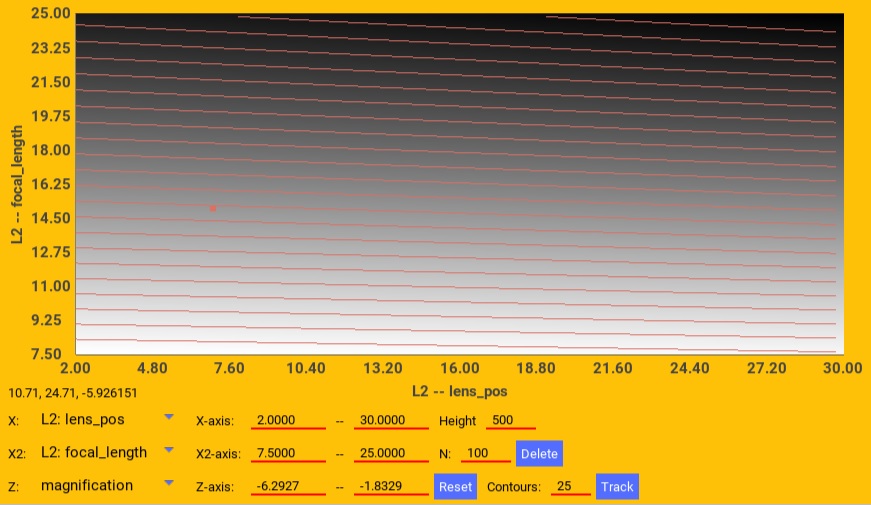 25.00
23.25
21.50
19.75
18.00
16.25
14.50
12.75
11.00
9.25
7.50
L2 -- focal_length
2.00 4.80 7.60 10.40 13.20 16.00 18.80 21.60 24.40 27.20 30.00
L2 -- lens_pos
10.71, 24.71, -5.926151
X: L2: lens_pos X-axis: 2.0000 -- 30.0000 Height 500
X2: L2: focal_length X2-axis: 7.5000 -- 25.0000 N: 100 Delete
Z: magnification Z-axis: -6.2927 -- -1.8329 Reset Contours: 25 Track